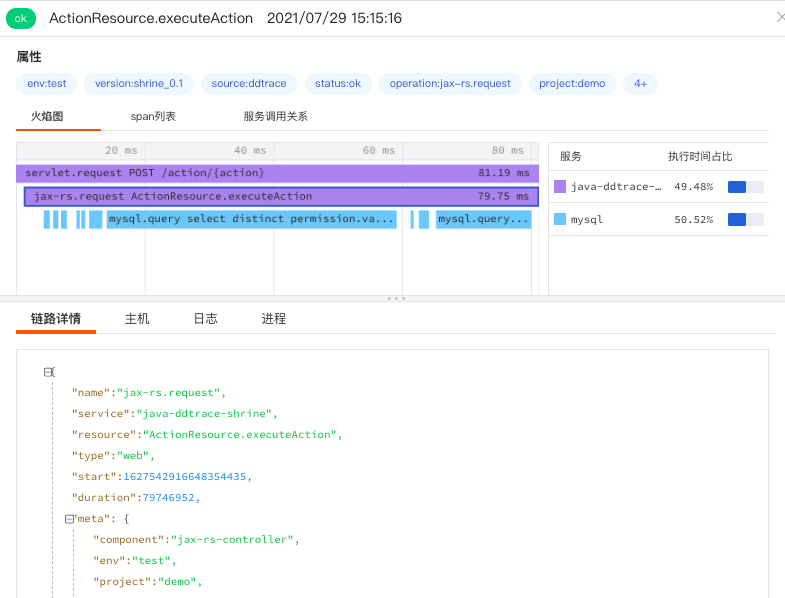 ok ActionResource.executeAction 2021/07/29 15:15:16
属性
env:test version:shrine_0.1 source:ddtrace status:ok operation:jax-rs.request project:demo 4+
火焰图 span列表 服务调用关系
20 ms 40 ms 60 ms 80 ms
servlet.request POST /action/{action} 81.19 ms
jax-rs.request ActionResource.executeAction 79.75 ms
mysql.query select distinct permission.va... mysql.query...
服务 执行时间占比
java-ddtrace-… 49.48%
mysql 50.52%
链路详情 主机 日志 进程
{
"name":"jax-rs.request",
"service":"java-ddtrace-shrine",
"resource":"ActionResource.executeAction",
"type":"web",
"start":1627542916648354435,
"duration":79746952,
"meta": {
"component":"jax-rs-controller",
"env":"test",
"project":"demo",